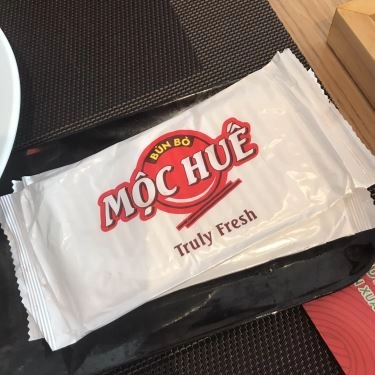 BÚN BÒ
MỘC HUẾ
Truly Fresh